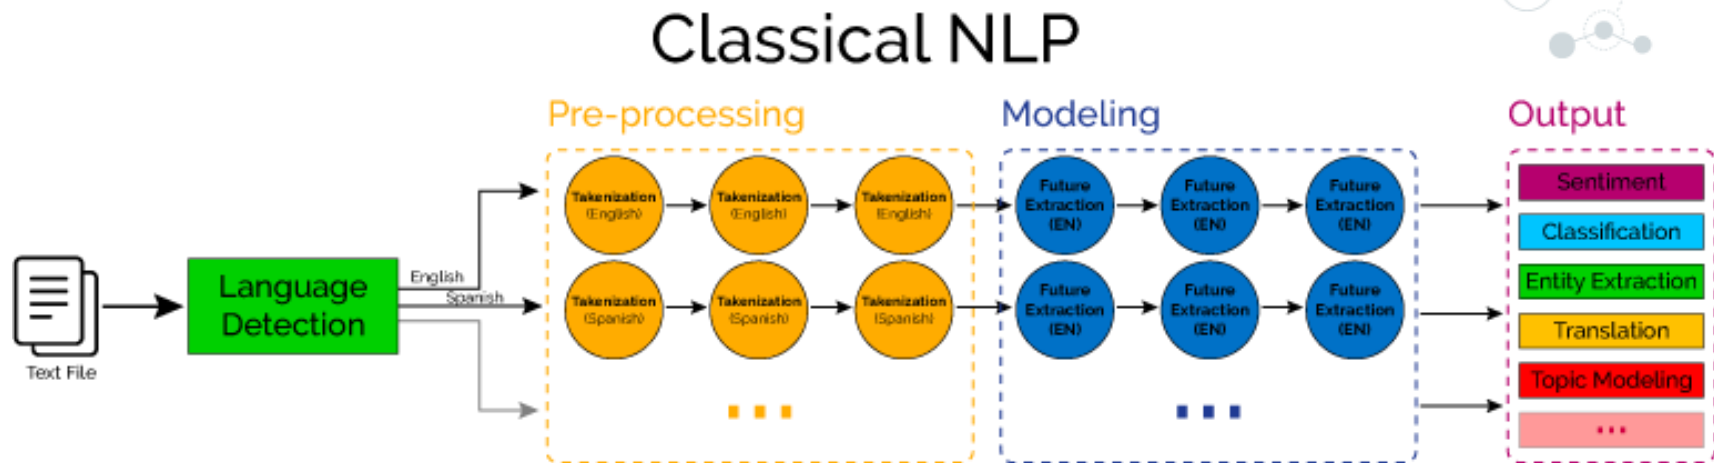 Classical NLP
Pre-processing
Modeling
Output
Text File
Language
Detection
English
Spanish
Takenization
(English)
Takenization
(English)
Takenization
(English)
Takenization
(Spanish)
Takenization
(Spanish)
Takenization
(Spanish)
Future
Extraction
(EN)
Future
Extraction
(EN)
Future
Extraction
(EN)
Future
Extraction
(EN)
Future
Extraction
(EN)
Future
Extraction
(EN)
Sentiment
Classification
Entity Extraction
Translation
Topic Modeling
...